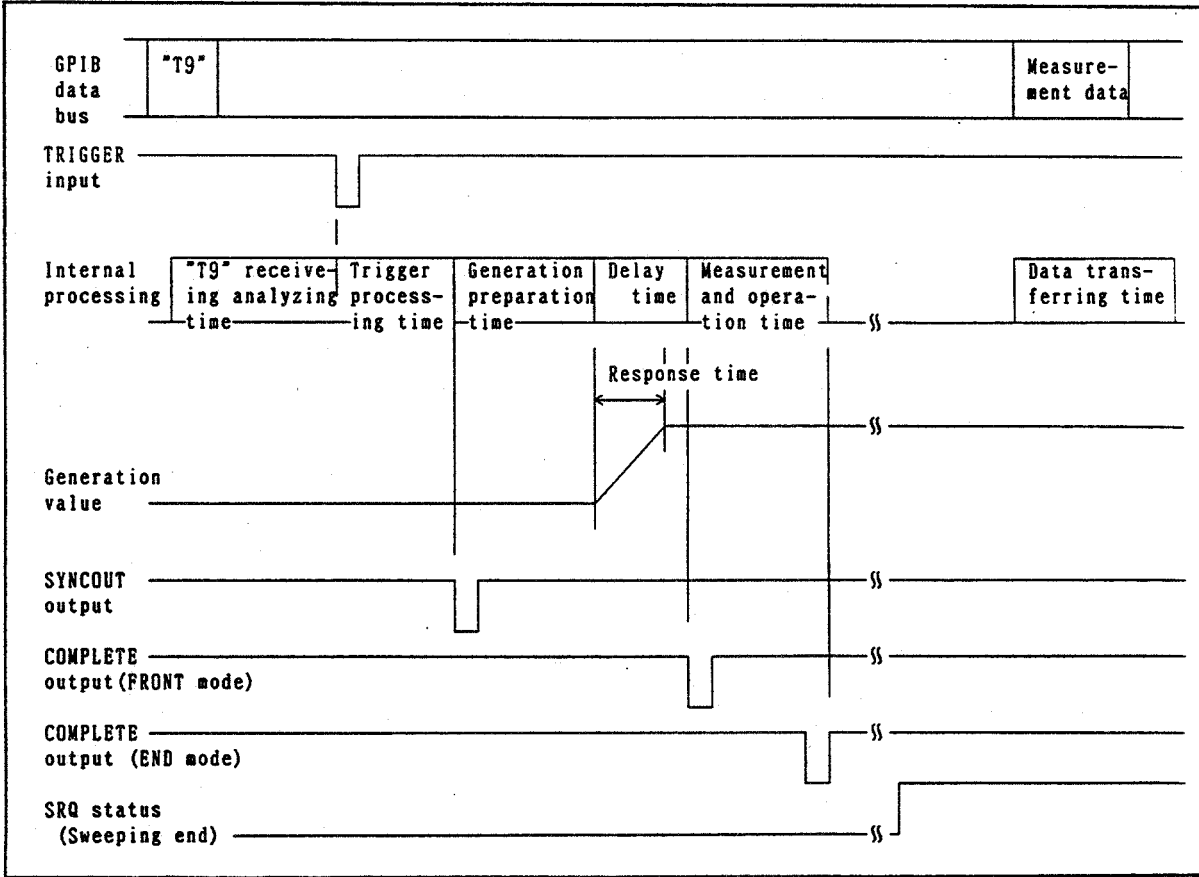 GPIB
data
bus
"T9"
Measure-
ment data
TRIGGER
input
Internal
processing
"T9" receive-
ing analyzing
time
Trigger
process-
ing time
Generation
preparation
time
Delay
time
Measurement
and opera-
tion time
Data trans-
ferring time
Response time
Generation
value
SYNCOUT
output
COMPLETE
output(FRONT mode)
COMPLETE
output (END mode)
SRQ status
(Sweeping end)